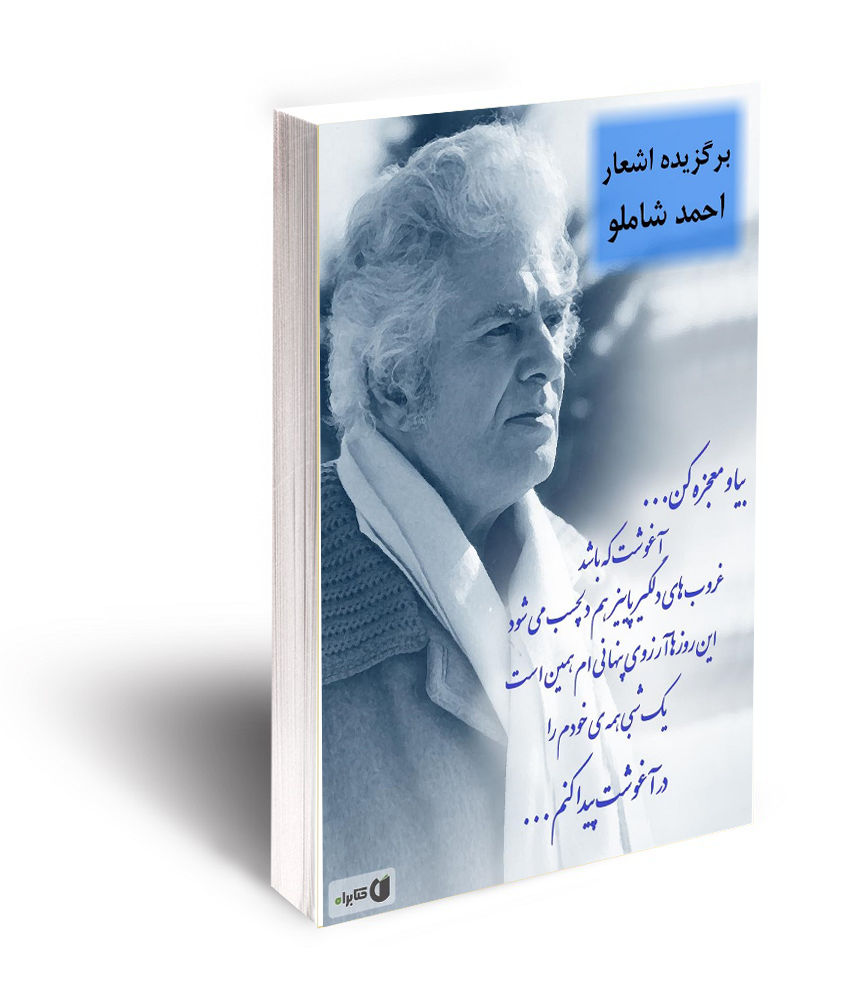 برگزیده اشعار
احمد شاملو
بیا و معجزه کن...
آغوشت که باشد
غروب های دلگیر پاییز هم دلچسب می شود
این روزها آرزوی پنهانی ام همین است
یک شبی همه ی خودم را
در آغوشت پیدا کنم...
کتابراه